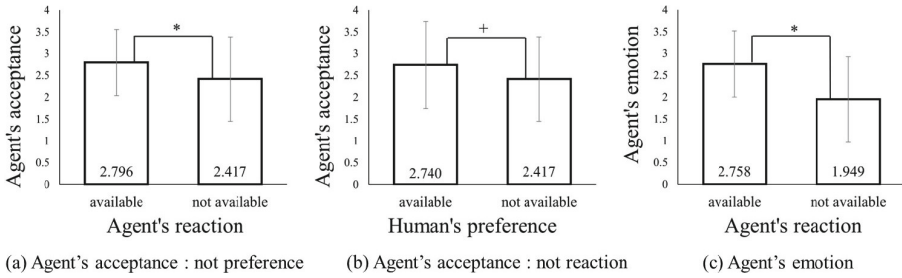 Agent's acceptance
4
3.5
3
2.5
2
1.5
1
0.5
0
*
2.796
2.417
available
not available
Agent's reaction
(a) Agent's acceptance : not preference
Agent's acceptance
4
3.5
3
2.5
2
1.5
1
0.5
0
+
2.740
2.417
available
not available
Human's preference
(b) Agent's acceptance : not reaction
Agent's emotion
4
3.5
3
2.5
2
1.5
1
0.5
0
*
2.758
1.949
available
not available
Agent's reaction
(c) Agent’s emotion